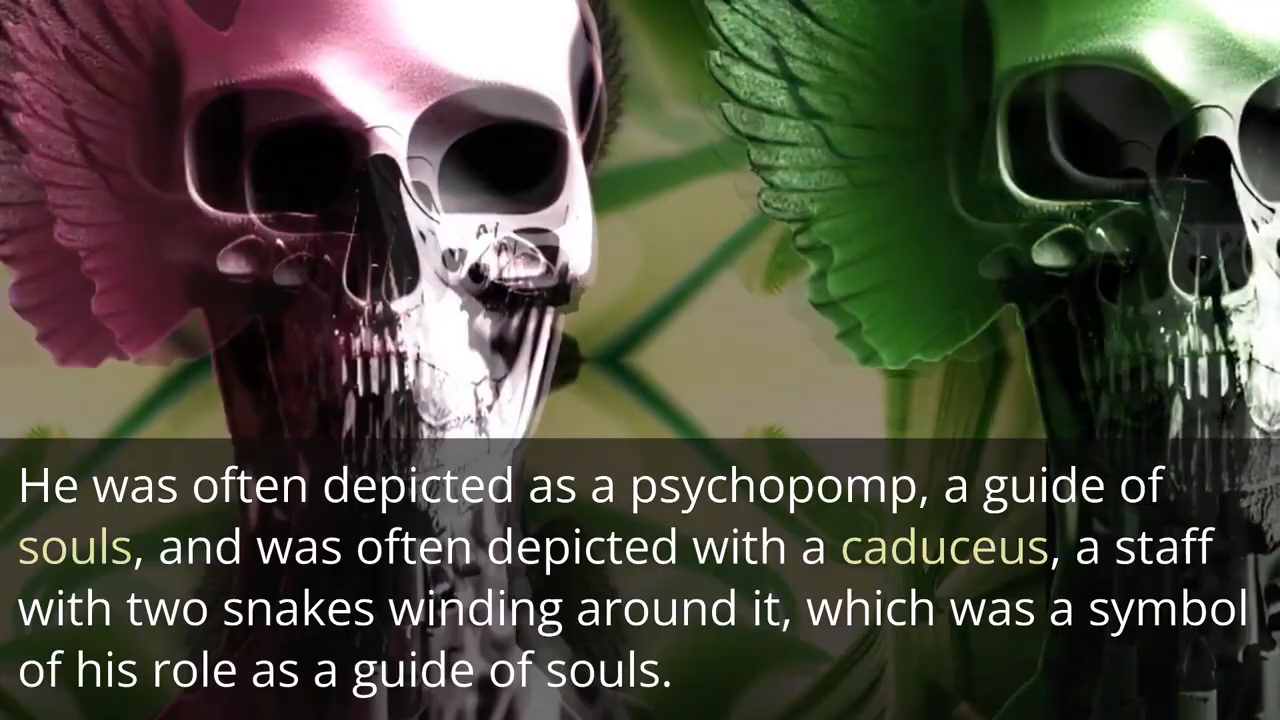 He was often depicted as a psychopomp, a guide of
souls, and was often depicted with a caduceus, a staff
with two snakes winding around it, which was a symbol
of his role as a guide of souls.